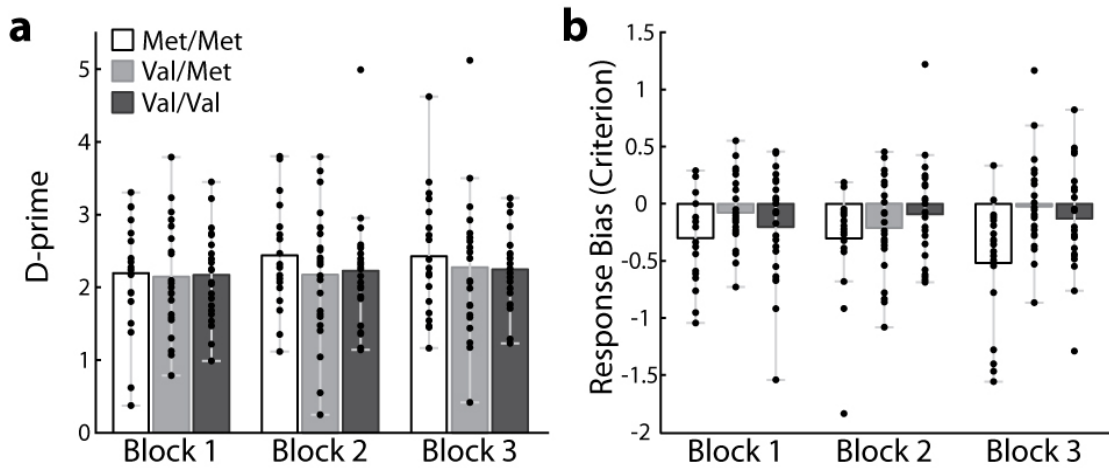 a
Met/Met
Val/Met
Val/Val
D-prime
5
4
3
2
1
0
Block 1 Block 2 Block 3
b
Response Bias (Criterion)
1.5
1
0.5
0
-0.5
-1
-1.5
-2
Block 1 Block 2 Block 3